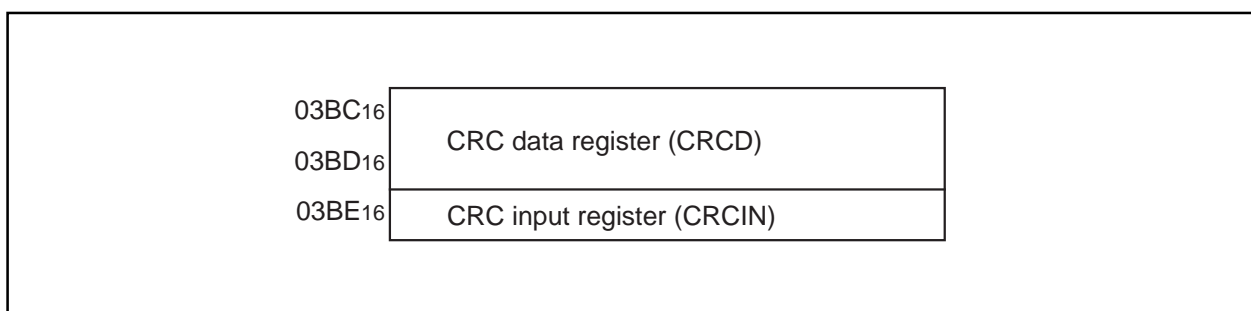 03BC16
CRC data register (CRCD)
03BD16
03BE16 CRC input register (CRCIN)